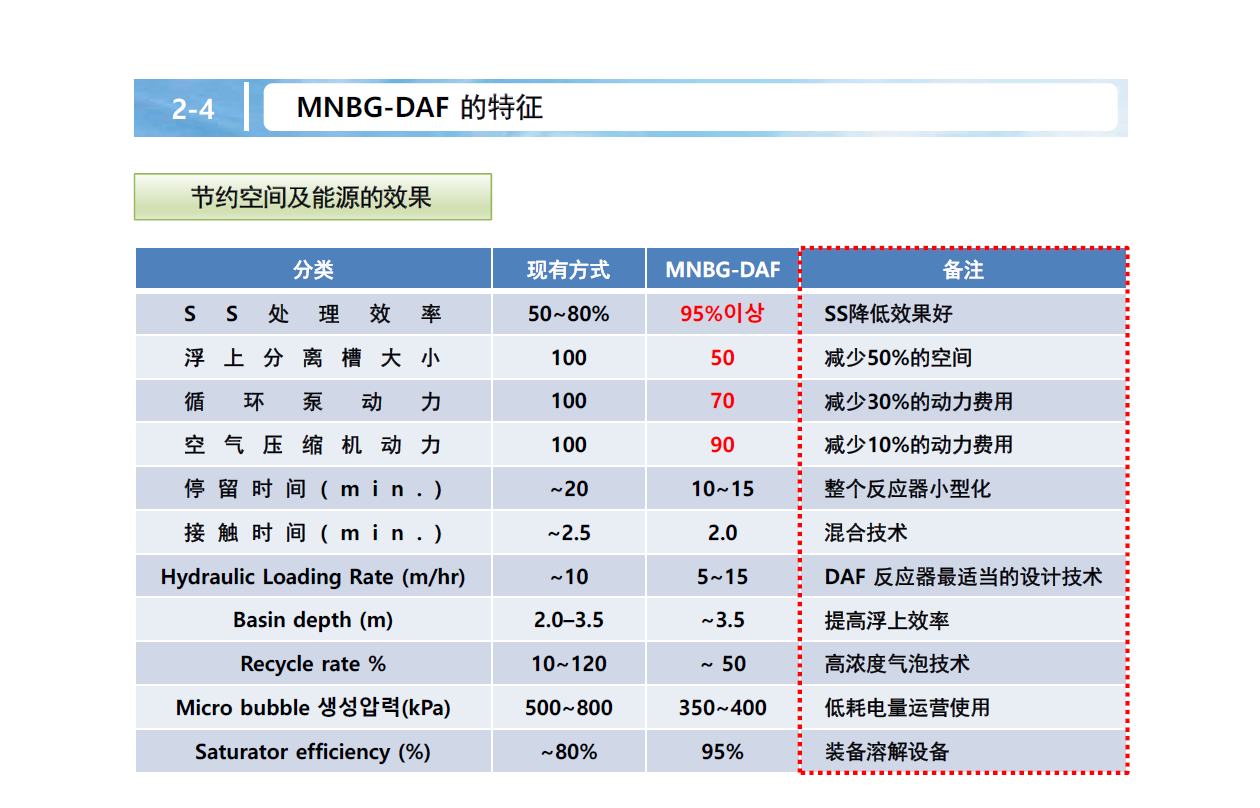 2-4 MNBG-DAF 的特征
节约空间及能源的效果
分类 现有方式 MNBG-DAF 备注
SS处理效率 50~80% 95%이상 SS降低效果好
浮上分离槽大小 100 50 减少50%的空间
循环泵动力 100 70 减少30%的动力费用
空气压缩机动力 100 90 减少10%的动力费用
停留时间(min.) ~20 10~15 整个反应器小型化
接触时间(min.) ~2.5 2.0 混合技术
Hydraulic Loading Rate (m/hr) ~10 5~15 DAF 反应器最适当的设计技术
Basin depth (m) 2.0–3.5 ~3.5 提高浮上效率
Recycle rate % 10~120 ~ 50 高浓度气泡技术
Micro bubble 생성압력(kPa) 500~800 350~400 低耗电量运营使用
Saturator efficiency (%) ~80% 95% 装备溶解设备